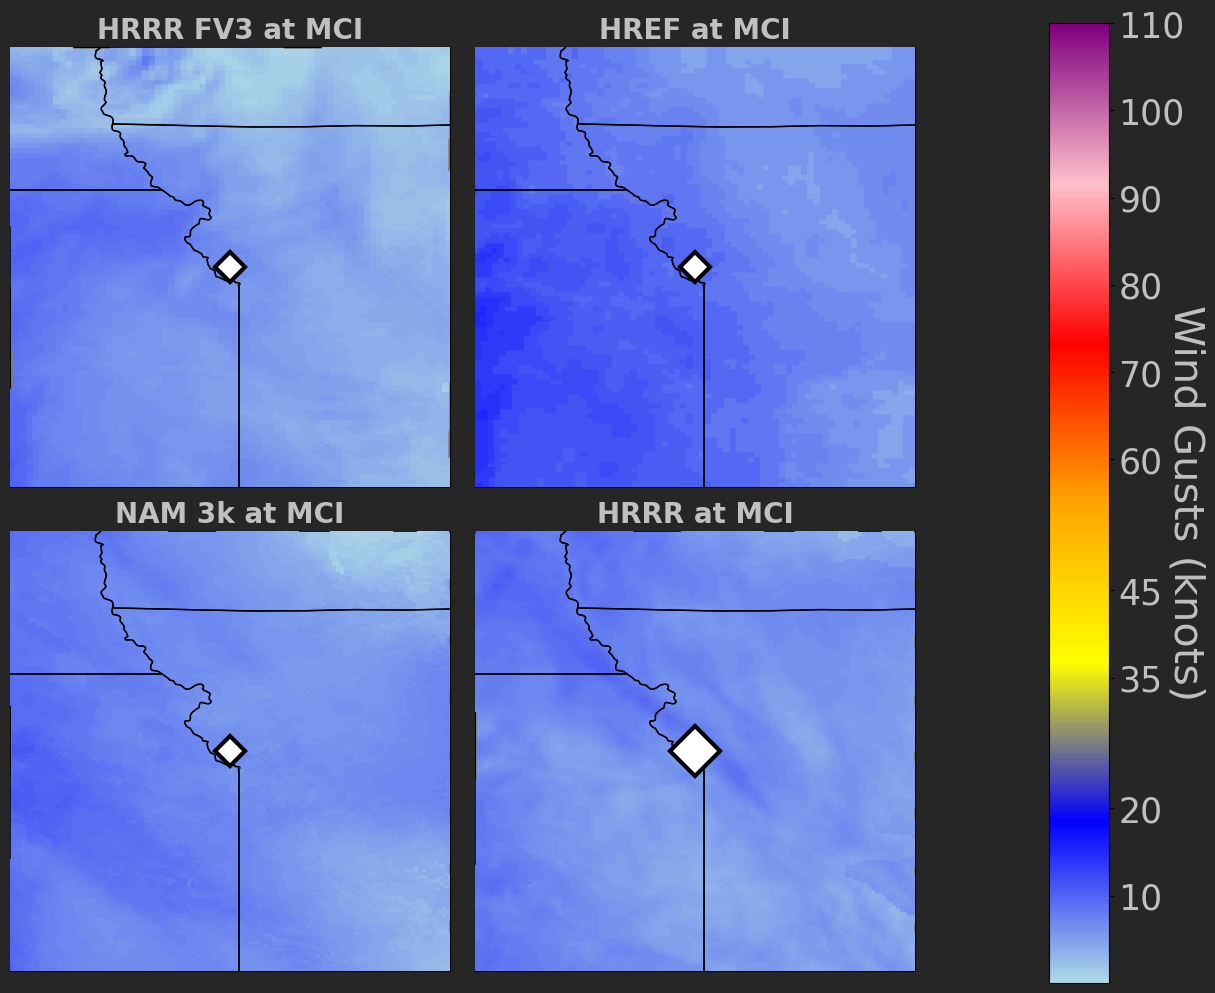 HRRR FV3 at MCI
HREF at MCI
NAM 3k at MCI
HRRR at MCI
110
100
90
80
70
60
45
35
20
10
Wind Gusts (knots)